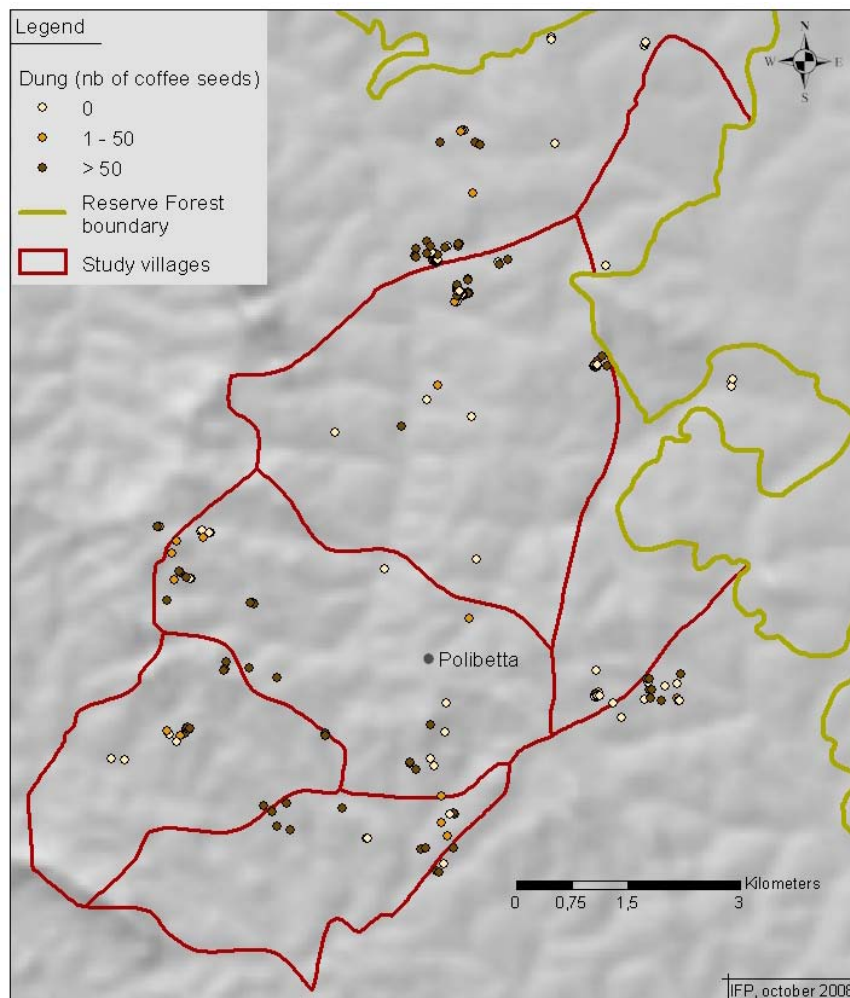 Legend
Dung (nb of coffee seeds)
0
1 - 50
> 50
Reserve Forest
boundary
Study villages
N
W E
S
Polibetta
Kilometers
0 0,75 1,5 3
IFP, october 2008